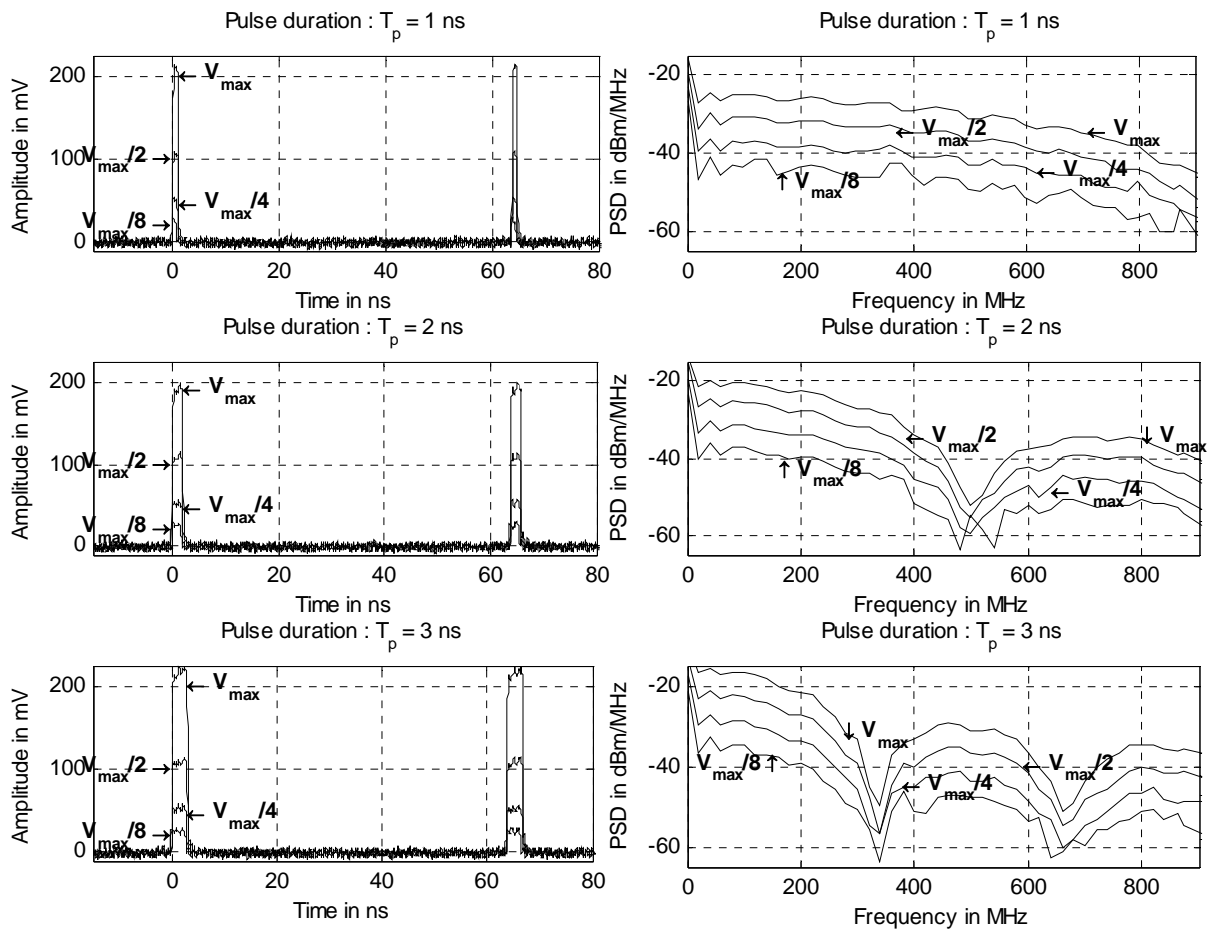 Pulse duration : T_p = 1 ns
Amplitude in mV
200
100
0
V_max
V_max/2
V_max/4
V_max/8
0 20 40 60 80
Time in ns
Pulse duration : T_p = 1 ns
PSD in dBm/MHz
-20
-40
-60
V_max/2
V_max
V_max/4
V_max/8
0 200 400 600 800
Frequency in MHz
Pulse duration : T_p = 2 ns
Amplitude in mV
200
100
0
V_max
V_max/2
V_max/4
V_max/8
0 20 40 60 80
Time in ns
Pulse duration : T_p = 2 ns
PSD in dBm/MHz
-20
-40
-60
V_max/2
V_max
V_max/8
V_max/4
0 200 400 600 800
Frequency in MHz
Pulse duration : T_p = 3 ns
Amplitude in mV
200
100
0
V_max
V_max/2
V_max/4
V_max/8
0 20 40 60 80
Time in ns
Pulse duration : T_p = 3 ns
PSD in dBm/MHz
-20
-40
-60
V_max
V_max/8
V_max/2
V_max/4
0 200 400 600 800
Frequency in MHz